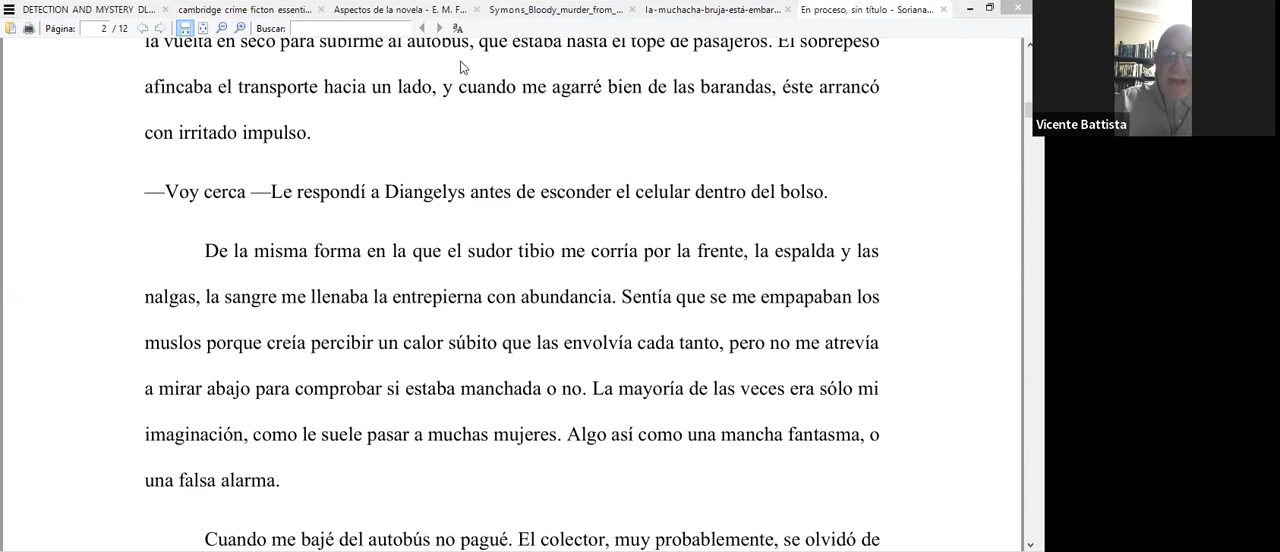 DETECTION AND MYSTERY DL... × cambridge crime ficton essenti... × Aspectos de la novela - E. M. F... × Symons_Bloody_murder_from_... × la-muchacha-bruja-está-embar... × En proceso, sin título - Soriana... ×
Página: 2 / 12 Buscar:
la vuelta en seco para subirme al autobús, que estaba hasta el tope de pasajeros. El sobrepeso
afincaba el transporte hacia un lado, y cuando me agarré bien de las barandas, éste arrancó
con irritado impulso.
—Voy cerca —Le respondí a Diangelys antes de esconder el celular dentro del bolso.
De la misma forma en la que el sudor tibio me corría por la frente, la espalda y las
nalgas, la sangre me llenaba la entrepierna con abundancia. Sentía que se me empapaban los
muslos porque creía percibir un calor súbito que las envolvía cada tanto, pero no me atrevía
a mirar abajo para comprobar si estaba manchada o no. La mayoría de las veces era sólo mi
imaginación, como le suele pasar a muchas mujeres. Algo así como una mancha fantasma, o
una falsa alarma.
Cuando me bajé del autobús no pagué. El colector, muy probablemente, se olvidó de
Vicente Battista